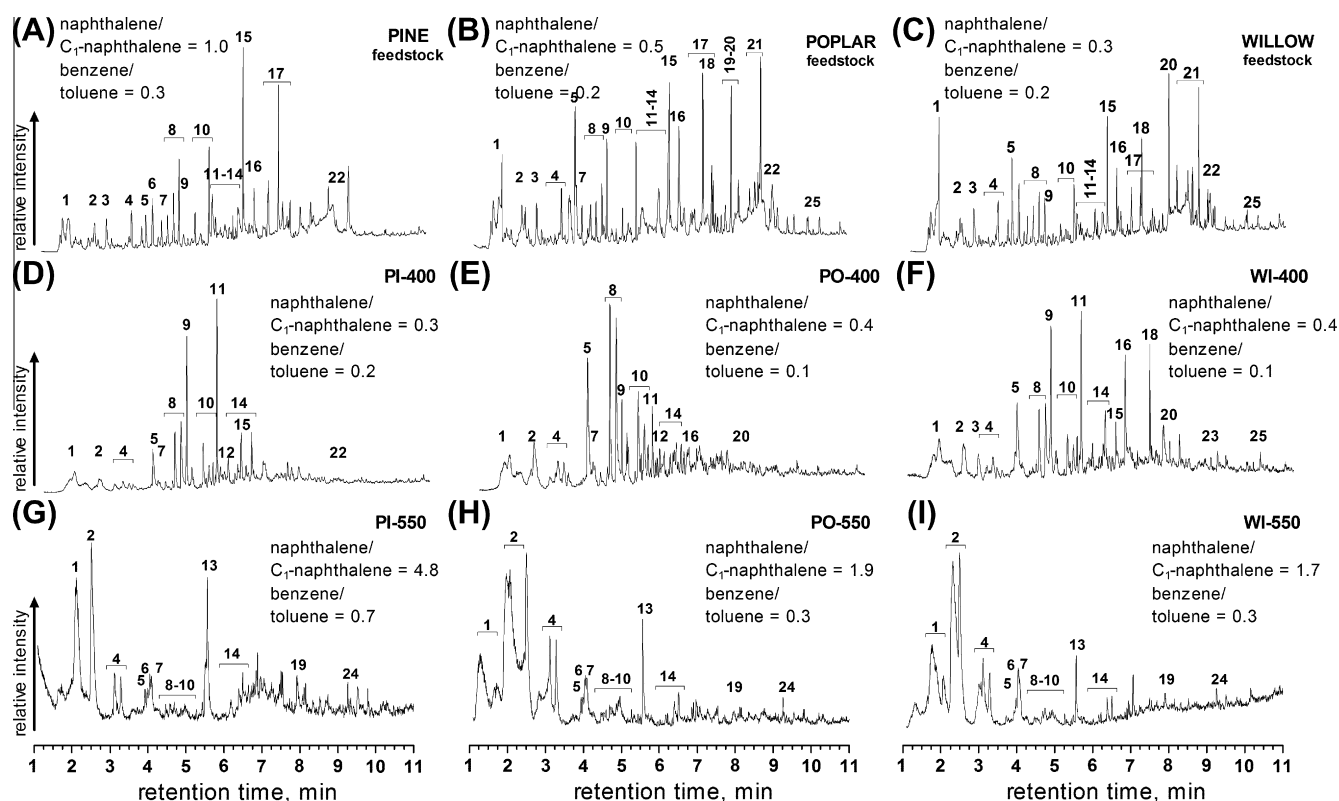 (A)
naphthalene/
C₁-naphthalene = 1.0
benzene/
toluene = 0.3
PINE
feedstock
relative intensity
1 2 3 4 5 6 7 8 9 10 11-14 15 16 17 22
(B)
naphthalene/
C₁-naphthalene = 0.5
benzene/
toluene = 0.2
POPLAR
feedstock
1 2 3 4 5 7 8 9 10 11-14 15 16 17 18 19-20 21 22 25
(C)
naphthalene/
C₁-naphthalene = 0.3
benzene/
toluene = 0.2
WILLOW
feedstock
1 2 3 4 5 8 9 10 11-14 15 16 17 18 20 21 22 25
(D)
PI-400
naphthalene/
C₁-naphthalene = 0.3
benzene/
toluene = 0.2
relative intensity
1 2 4 5 7 8 9 10 11 12 14 15 22
(E)
PO-400
naphthalene/
C₁-naphthalene = 0.4
benzene/
toluene = 0.1
1 2 4 5 7 8 9 10 11 12 14 16 20
(F)
WI-400
naphthalene/
C₁-naphthalene = 0.4
benzene/
toluene = 0.1
1 2 3 4 5 8 9 10 11 14 15 16 18 20 23 25
(G)
PI-550
naphthalene/
C₁-naphthalene = 4.8
benzene/
toluene = 0.7
relative intensity
1 2 4 5 6 7 8-10 13 14 19 24
(H)
PO-550
naphthalene/
C₁-naphthalene = 1.9
benzene/
toluene = 0.3
1 2 4 5 6 7 8-10 13 14 19 24
(I)
WI-550
naphthalene/
C₁-naphthalene = 1.7
benzene/
toluene = 0.3
1 2 4 5 6 7 8-10 13 14 19 24
1 2 3 4 5 6 7 8 9 10 11
retention time, min
1 2 3 4 5 6 7 8 9 10 11
retention time, min
1 2 3 4 5 6 7 8 9 10 11
retention time, min